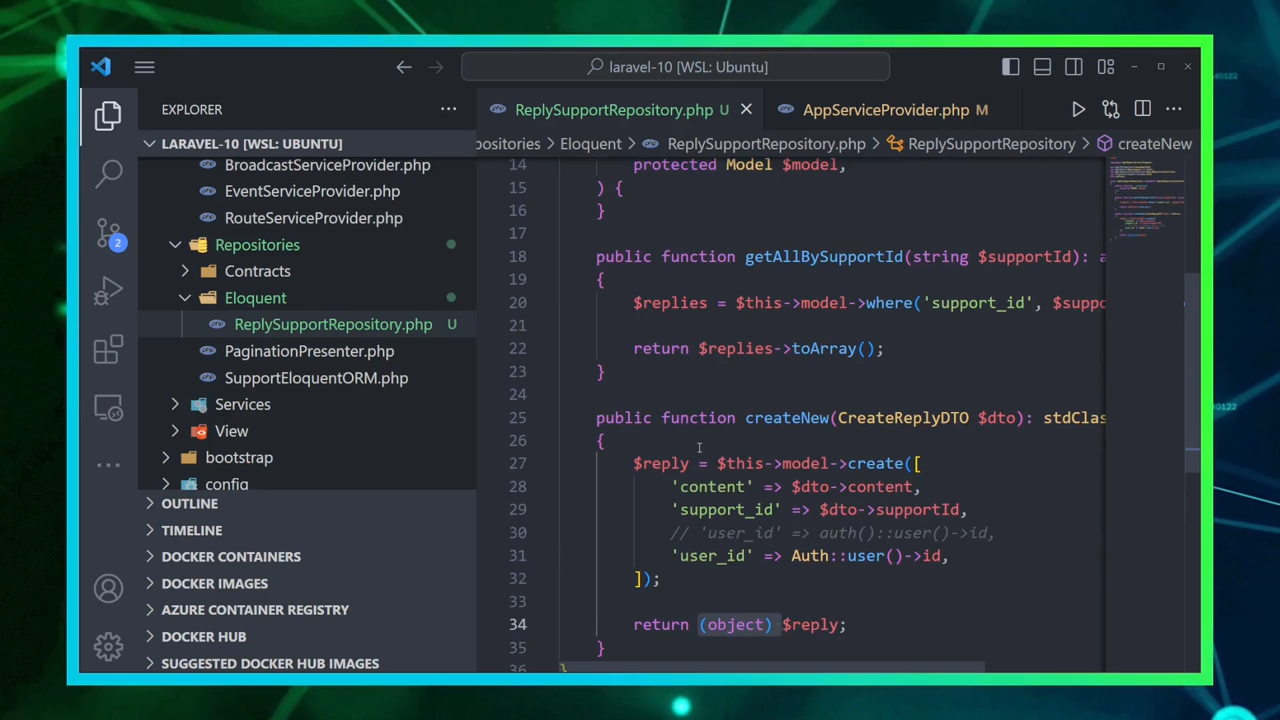 laravel-10 [WSL: Ubuntu]
EXPLORER
ReplySupportRepository.php U
AppServiceProvider.php M
LARAVEL-10 [WSL: UBUNTU]
positories > Eloquent > ReplySupportRepository.php > ReplySupportRepository > createNew
BroadcastServiceProvider.php
EventServiceProvider.php
RouteServiceProvider.php
Repositories
Contracts
Eloquent
ReplySupportRepository.php U
PaginationPresenter.php
SupportEloquentORM.php
Services
View
bootstrap
config
OUTLINE
TIMELINE
DOCKER CONTAINERS
DOCKER IMAGES
AZURE CONTAINER REGISTRY
DOCKER HUB
SUGGESTED DOCKER HUB IMAGES
2
14 protected Model $model,
15 ) {
16 }
17
18 public function getAllBySupportId(string $supportId): a
19 {
20 $replies = $this->model->where('support_id', $suppo
21
22 return $replies->toArray();
23 }
24
25 public function createNew(CreateReplyDTO $dto): stdClas
26 {
27 $reply = $this->model->create([
28 'content' => $dto->content,
29 'support_id' => $dto->supportId,
30 // 'user_id' => auth()::user()->id,
31 'user_id' => Auth::user()->id,
32 ]);
33
34 return (object) $reply;
35 }
36 }